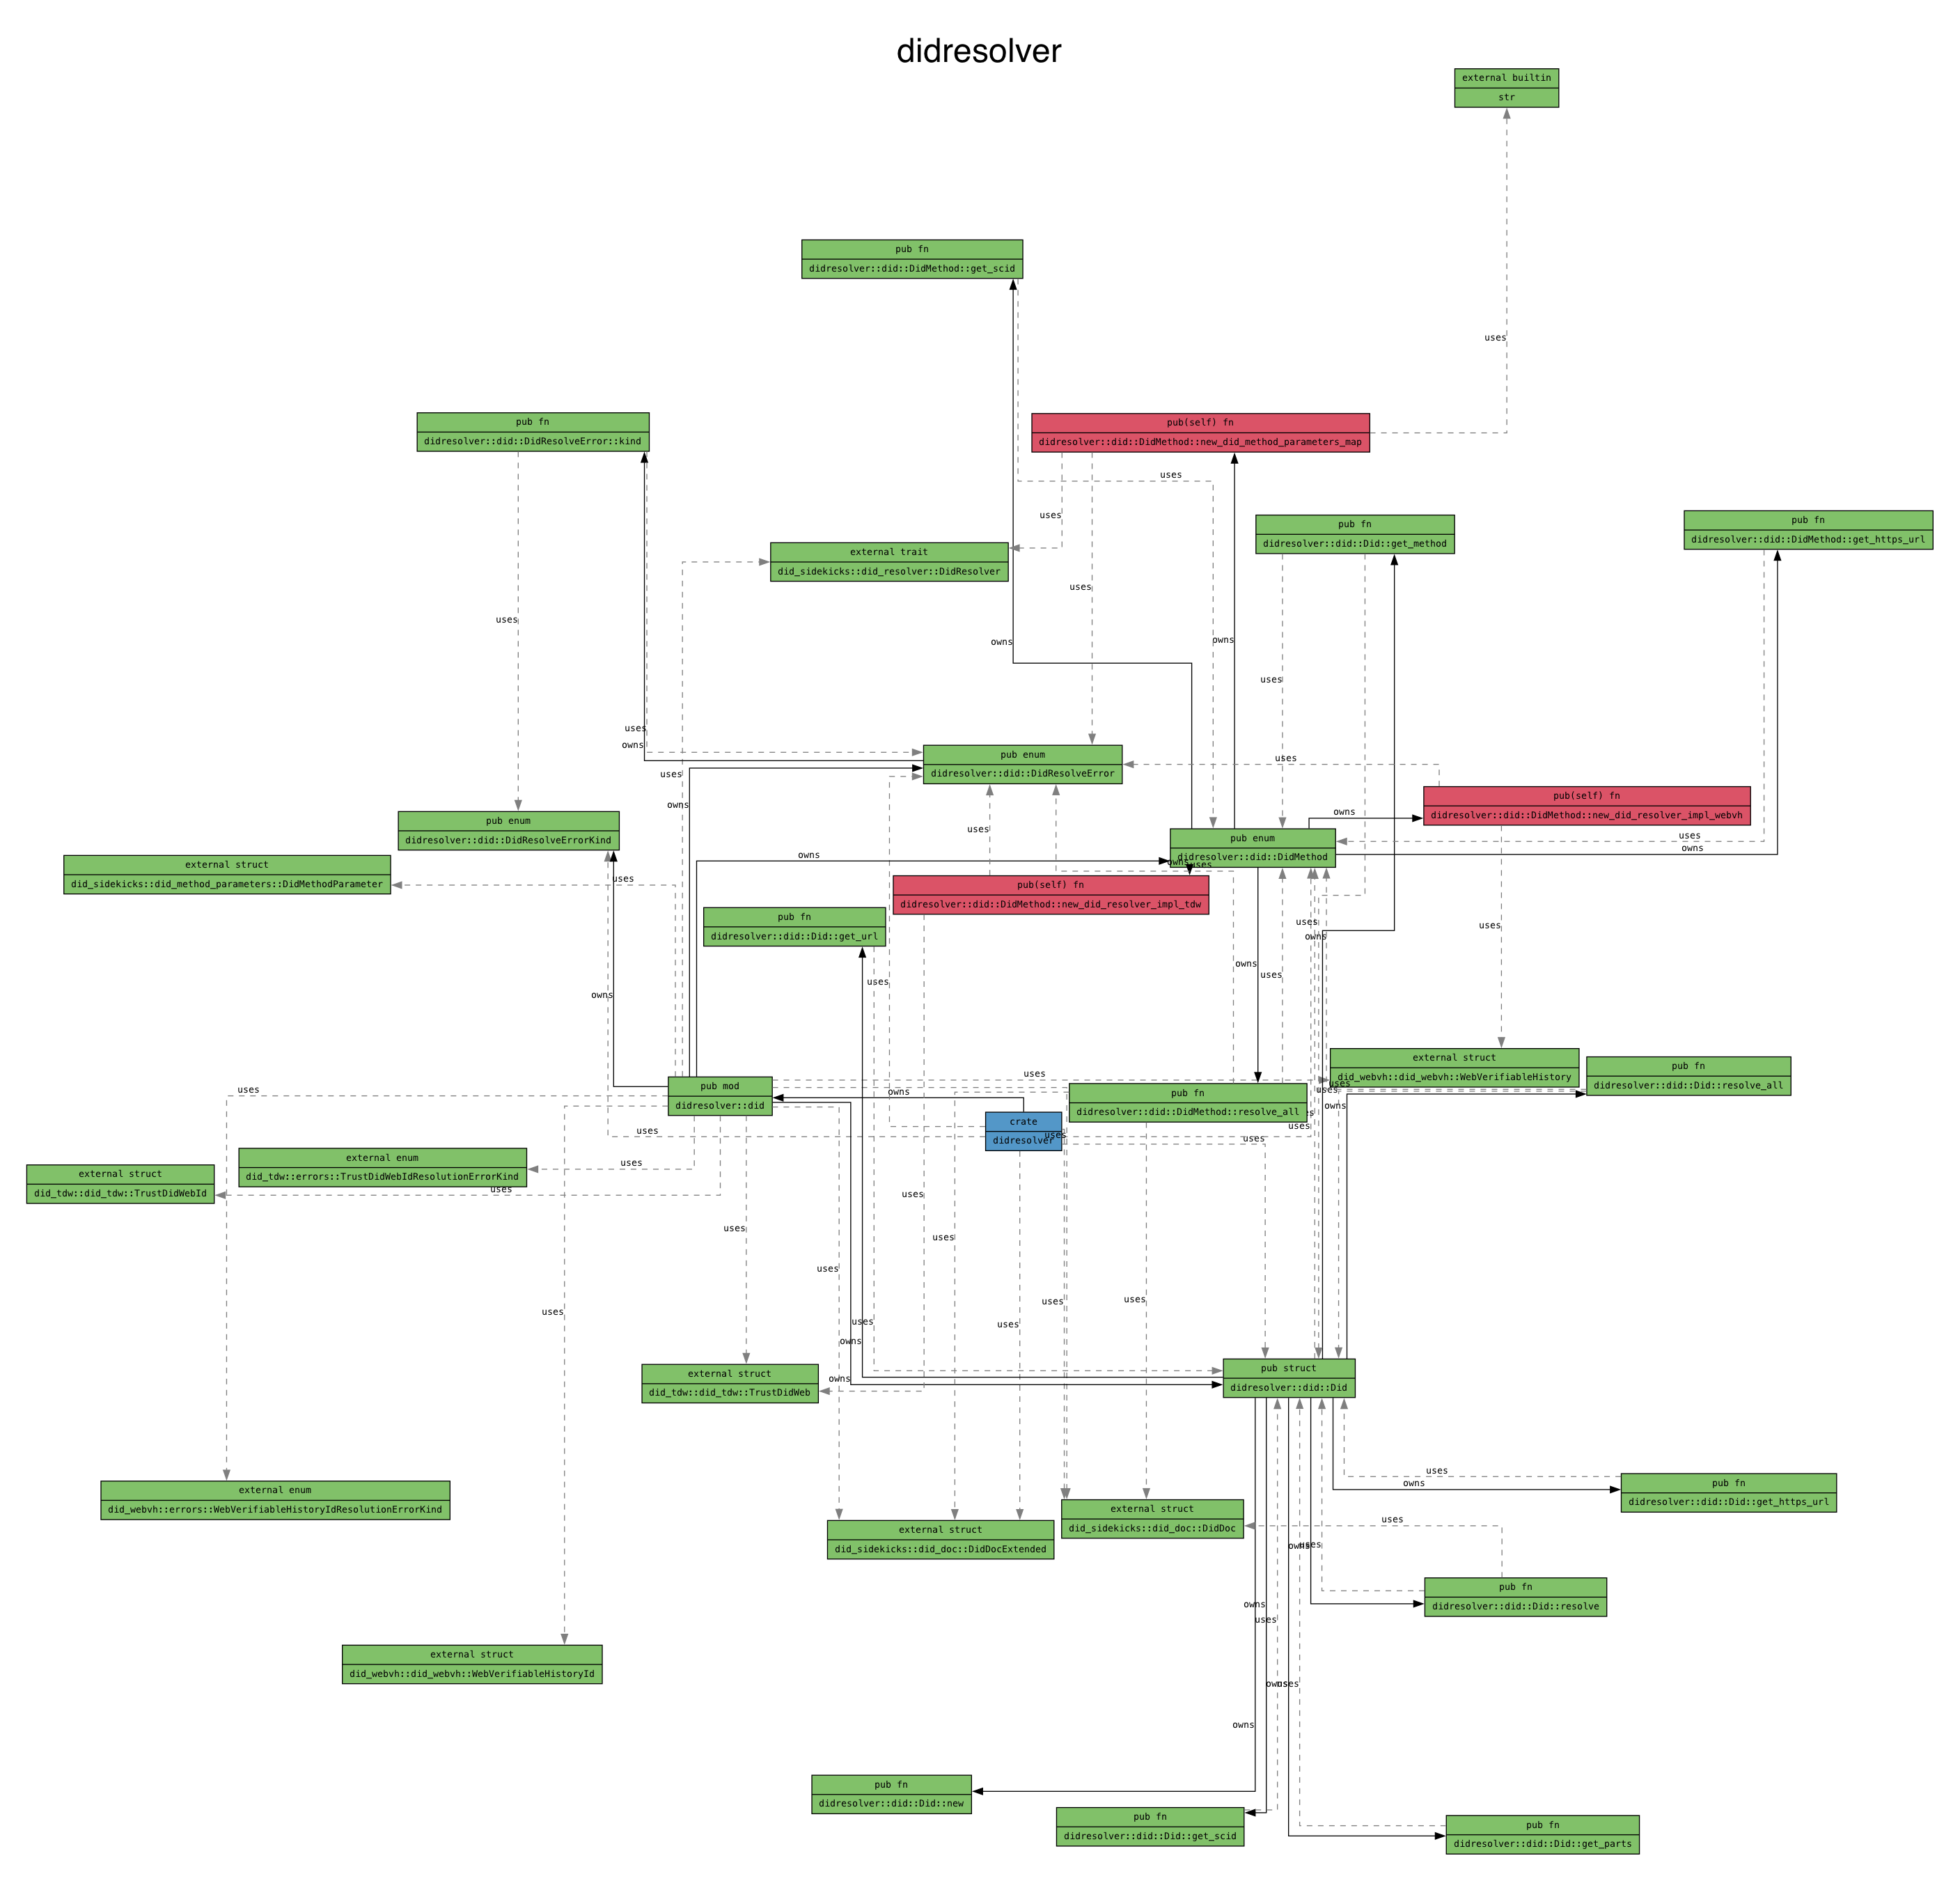 didresolver
external builtin
str
pub fn
didresolver::did::DidMethod::get_scid
uses
pub fn
didresolver::did::DidResolveError::kind
pub(self) fn
didresolver::did::DidMethod::new_did_method_parameters_map
uses
uses
pub fn
didresolver::did::Did::get_method
pub fn
didresolver::did::DidMethod::get_https_url
external trait
did_sidekicks::did_resolver::DidResolver
uses
uses
owns
owns
uses
uses
owns
pub enum
didresolver::did::DidResolveError
uses
uses
owns
pub(self) fn
didresolver::did::DidMethod::new_did_resolver_impl_webvh
owns
pub enum
didresolver::did::DidResolveErrorKind
uses
pub enum
didresolver::did::DidMethod
uses
owns
owns
external struct
did_sidekicks::did_method_parameters::DidMethodParameter
owns
uses
uses
pub(self) fn
didresolver::did::DidMethod::new_did_resolver_impl_tdw
pub fn
didresolver::did::Did::get_url
uses
owns
uses
owns
uses
uses
owns
external struct
did_webvh::did_webvh::WebVerifiableHistory
pub fn
didresolver::did::Did::resolve_all
uses
uses
uses
uses
pub mod
didresolver::did
owns
pub fn
didresolver::did::DidMethod::resolve_all
owns
crate
didresolver
uses
uses
uses
uses
uses
external enum
did_tdw::errors::TrustDidWebIdResolutionErrorKind
uses
external struct
did_tdw::did_tdw::TrustDidWebId
uses
uses
uses
uses
uses
uses
uses
uses
uses
uses
owns
external struct
did_tdw::did_tdw::TrustDidWeb
owns
pub struct
didresolver::did::Did
uses
owns
pub fn
didresolver::did::Did::get_https_url
external enum
did_webvh::errors::WebVerifiableHistoryIdResolutionErrorKind
external struct
did_sidekicks::did_doc::DidDoc
uses
external struct
did_sidekicks::did_doc::DidDocExtended
owns
uses
pub fn
didresolver::did::Did::resolve
owns
uses
external struct
did_webvh::did_webvh::WebVerifiableHistoryId
owns
uses
owns
pub fn
didresolver::did::Did::new
pub fn
didresolver::did::Did::get_scid
pub fn
didresolver::did::Did::get_parts